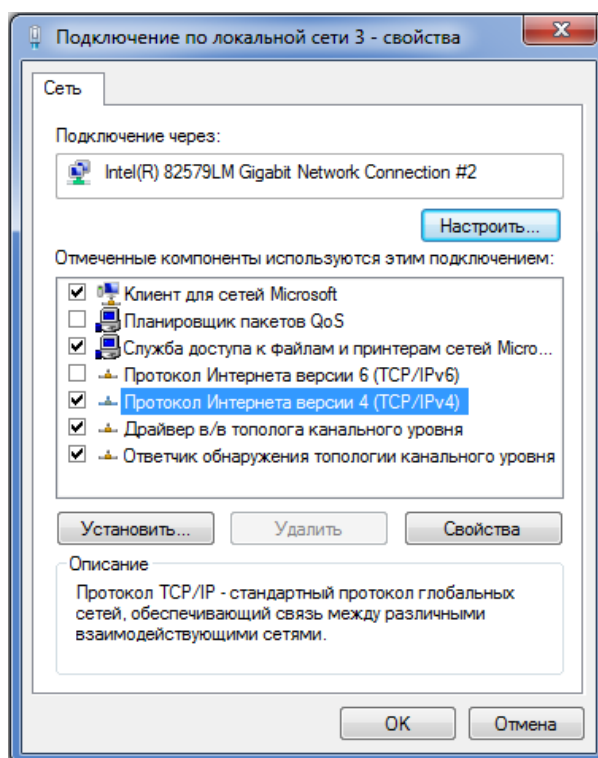 Подключение по локальной сети 3 - свойства
Сеть
Подключение через:
Intel(R) 82579LM Gigabit Network Connection #2
Настроить...
Отмеченные компоненты используются этим подключением:
Клиент для сетей Microsoft
Планировщик пакетов QoS
Служба доступа к файлам и принтерам сетей Micro...
Протокол Интернета версии 6 (TCP/IPv6)
Протокол Интернета версии 4 (TCP/IPv4)
Драйвер в/в тополога канального уровня
Ответчик обнаружения топологии канального уровня
Установить... Удалить Свойства
Описание
Протокол TCP/IP - стандартный протокол глобальных
сетей, обеспечивающий связь между различными
взаимодействующими сетями.
OK Отмена